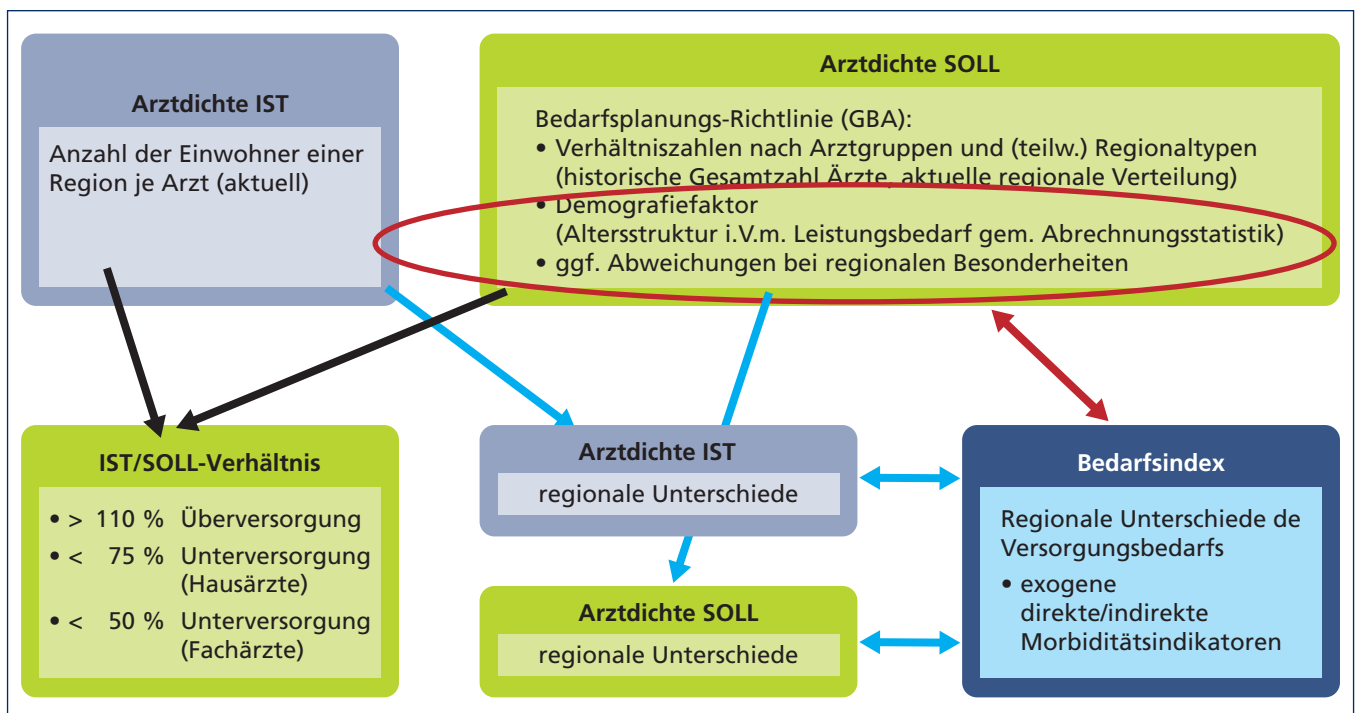 Arztdichte IST
Anzahl der Einwohner einer
Region je Arzt (aktuell)
Arztdichte SOLL
Bedarfsplanungs-Richtlinie (GBA):
• Verhältniszahlen nach Arztgruppen und (teilw.) Regionaltypen
(historische Gesamtzahl Ärzte, aktuelle regionale Verteilung)
• Demografiefaktor
(Altersstruktur i.V.m. Leistungsbedarf gem. Abrechnungsstatistik)
• ggf. Abweichungen bei regionalen Besonderheiten
IST/SOLL-Verhältnis
• > 110 % Überversorgung
• < 75 % Unterversorgung
(Hausärzte)
• < 50 % Unterversorgung
(Fachärzte)
Arztdichte IST
regionale Unterschiede
Arztdichte SOLL
regionale Unterschiede
Bedarfsindex
Regionale Unterschiede de
Versorgungsbedarfs
• exogene
direkte/indirekte
Morbiditätsindikatoren